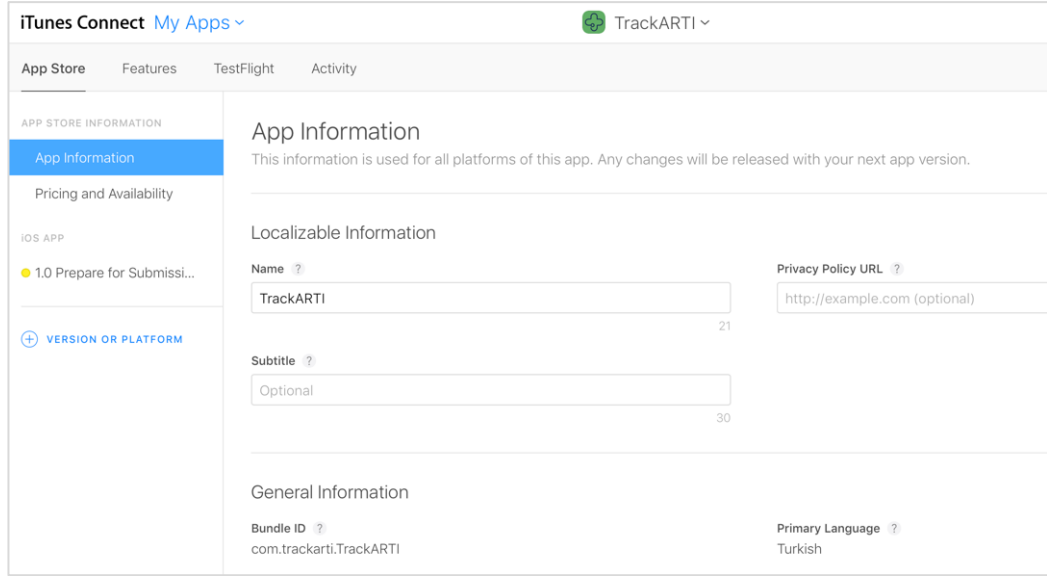 iTunes Connect My Apps TrackARTI
App Store Features TestFlight Activity
APP STORE INFORMATION
App Information
Pricing and Availability
iOS APP
1.0 Prepare for Submissi...
VERSION OR PLATFORM
App Information
This information is used for all platforms of this app. Any changes will be released with your next app version.
Localizable Information
Name ?
TrackARTI
21
Privacy Policy URL ?
http://example.com (optional)
Subtitle ?
Optional
30
General Information
Bundle ID ?
com.trackarti.TrackARTI
Primary Language ?
Turkish